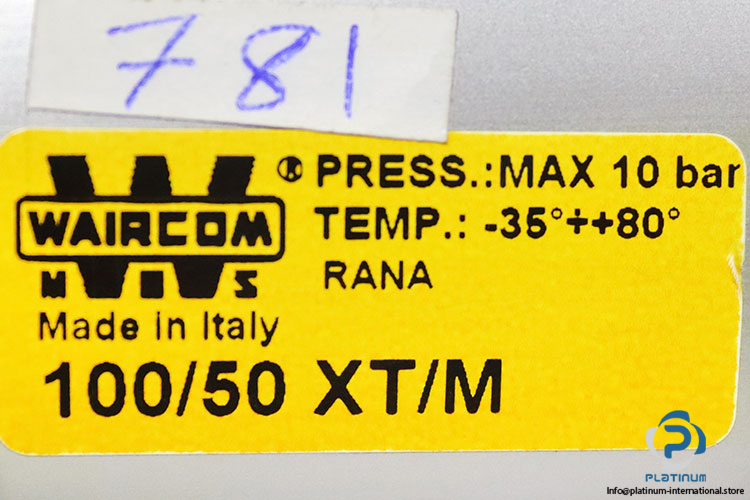 781
WAIRCOM
M B S
Made in Italy
® PRESS.:MAX 10 bar
TEMP.: -35°÷+80°
RANA
100/50 XT/M
PLATINUM
Info@platinum-international.store